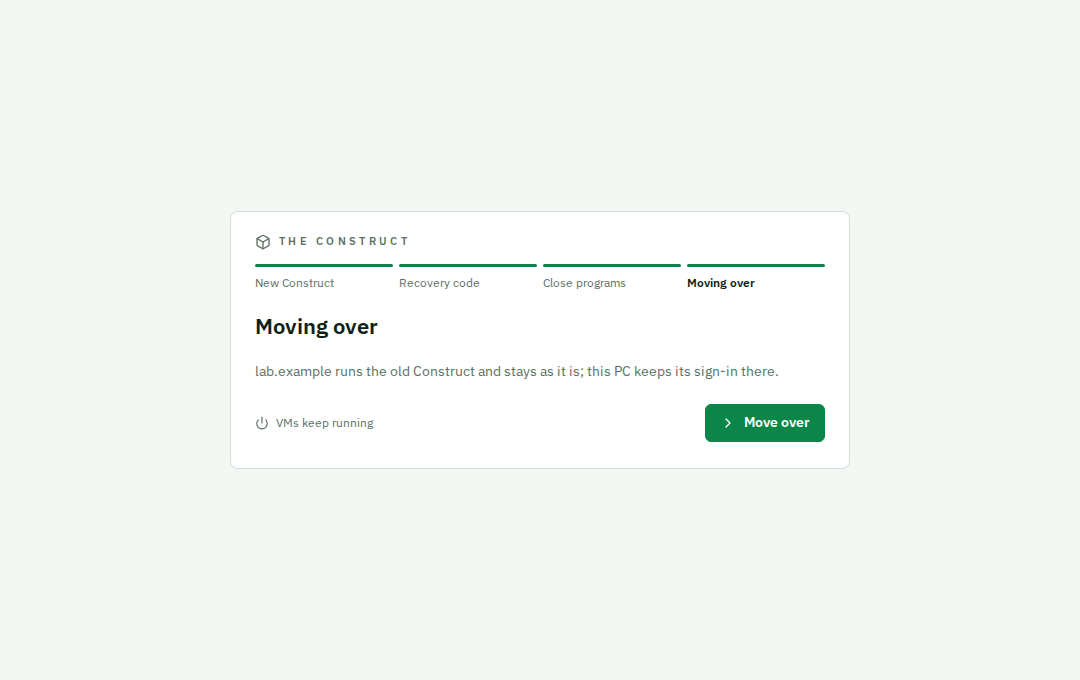 THE CONSTRUCT
New Construct
Recovery code
Close programs
Moving over
Moving over
lab.example runs the old Construct and stays as it is; this PC keeps its sign-in there.
VMs keep running
Move over